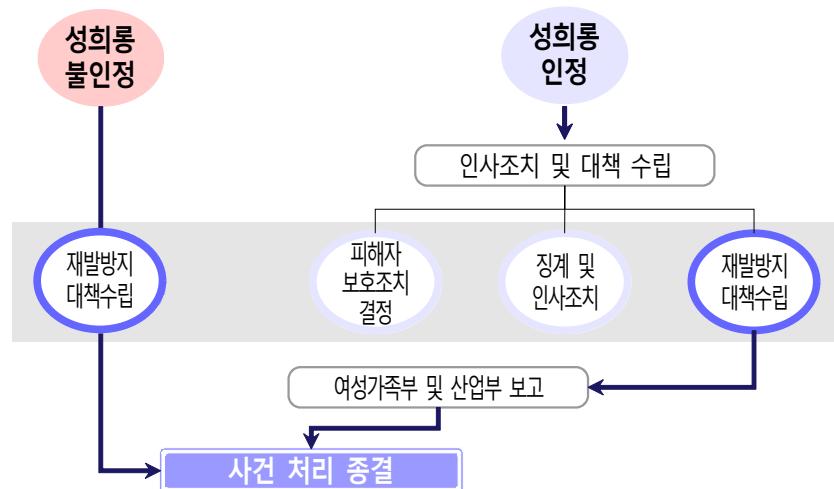 성희롱
불인정
성희롱
인정
인사조치 및 대책 수립
재발방지
대책수립
피해자
보호조치
결정
징계 및
인사조치
재발방지
대책수립
여성가족부 및 산업부 보고
사건 처리 종결